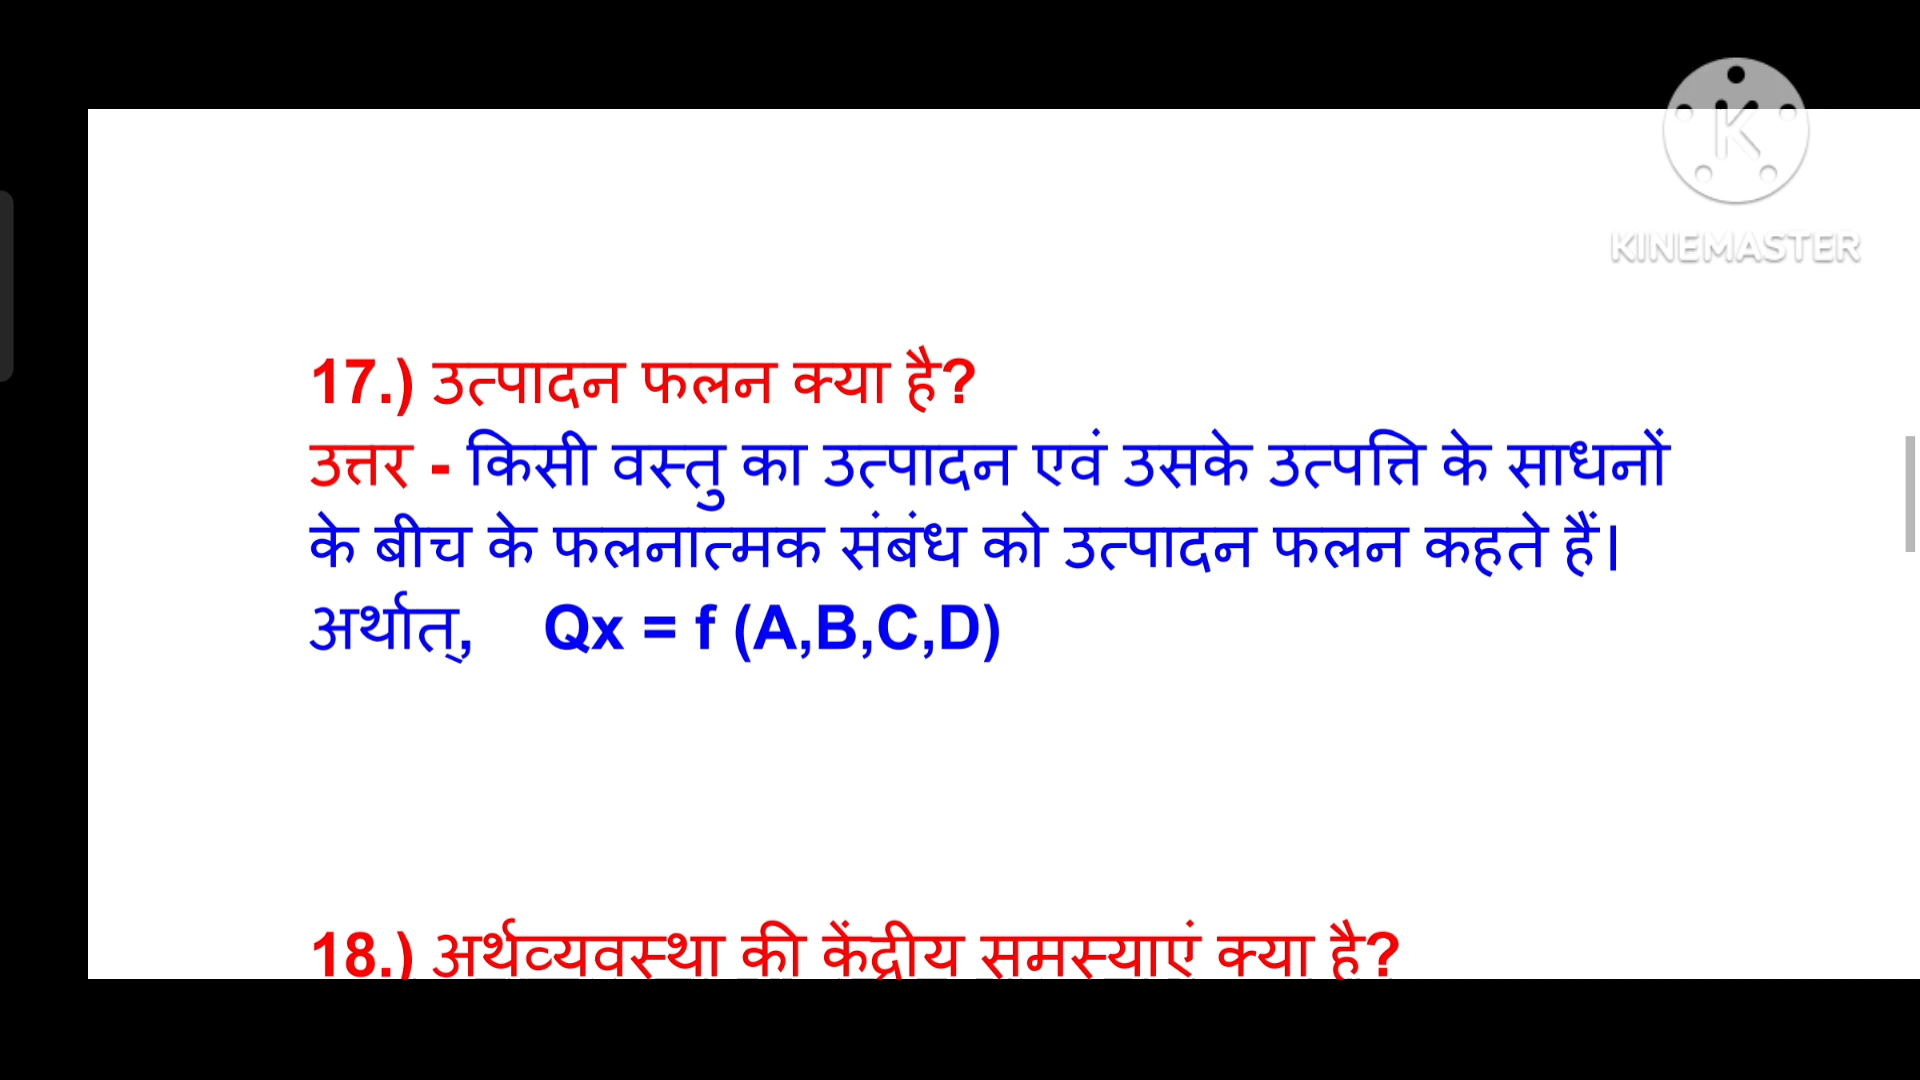 K
KINEMASTER
17.) उत्पादन फलन क्या है?
उत्तर - किसी वस्तु का उत्पादन एवं उसके उत्पत्ति के साधनों
के बीच के फलनात्मक संबंध को उत्पादन फलन कहते हैं।
अर्थात्, Qx = f (A,B,C,D)
18.) अर्थव्यवस्था की केंद्रीय समस्याएं क्या है?